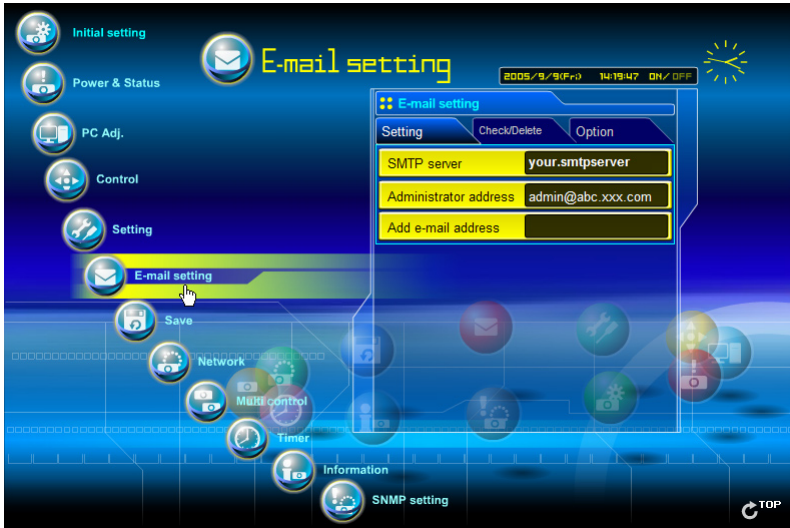 Initial setting
Power & Status
PC Adj.
Control
Setting
E-mail setting
Save
Network
Multi control
Timer
Information
SNMP setting
E-mail setting
2005/9/9(Fri) 14:19:47 ON/OFF
E-mail setting
Setting Check/Delete Option
SMTP server your.smtpserver
Administrator address admin@abc.xxx.com
Add e-mail address
TOP